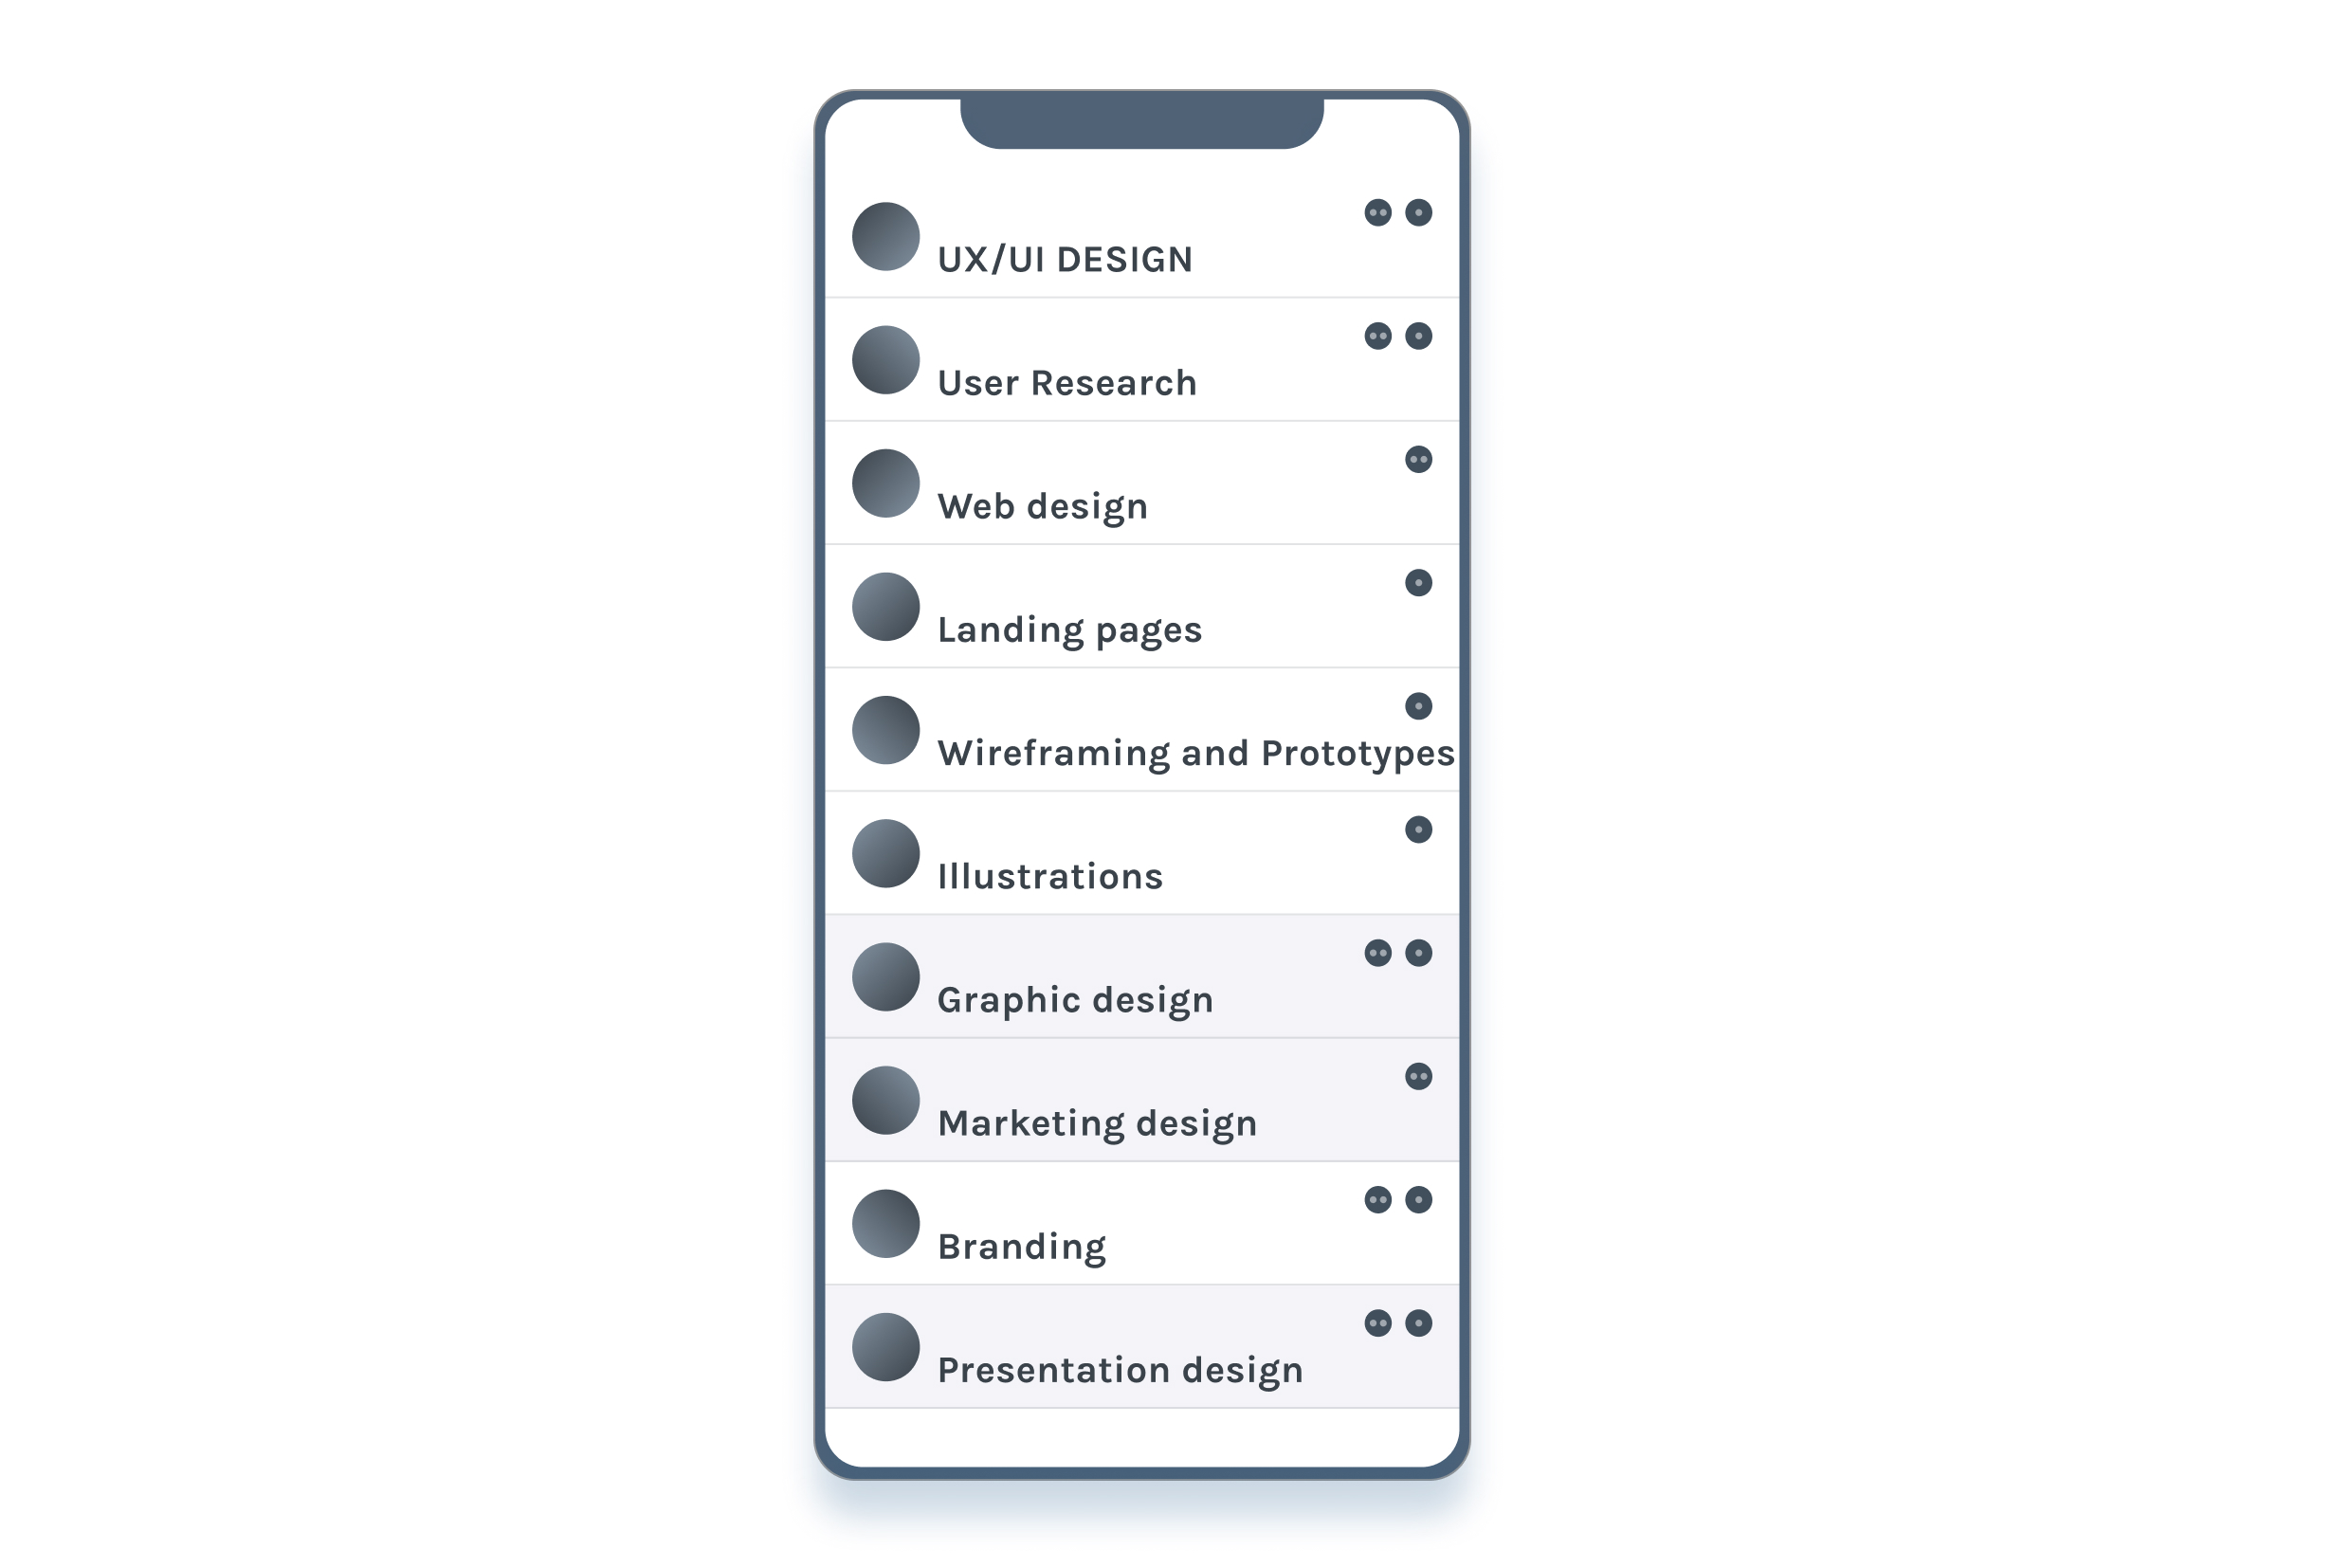 UX/UI DESIGN
User Research
Web design
Landing pages
Wireframing and Prototypes
Illustrations
Graphic design
Marketing design
Branding
Presentation design